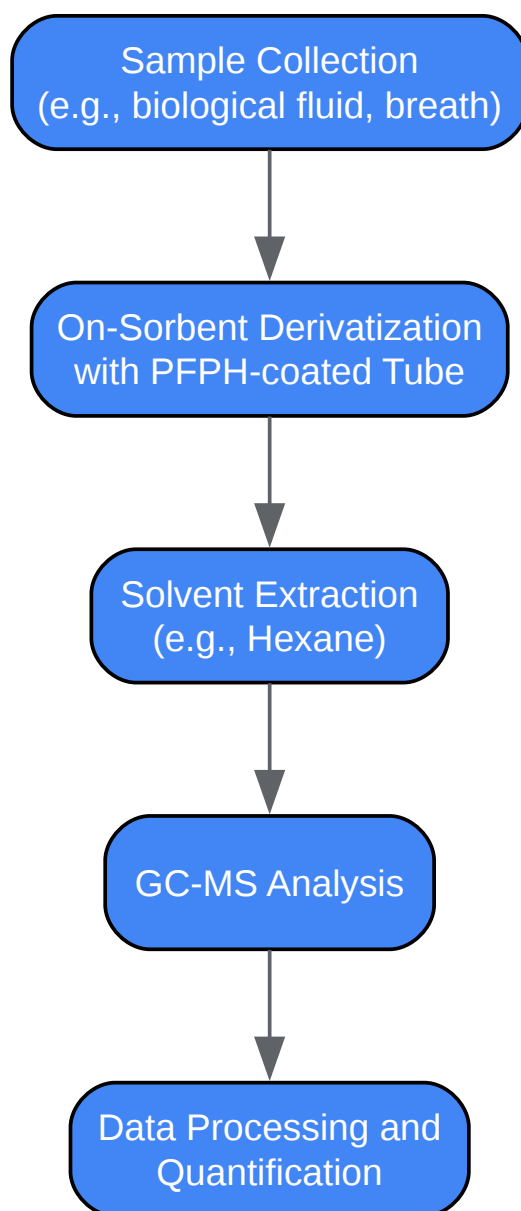 Sample Collection
(e.g., biological fluid, breath)
On-Sorbent Derivatization
with PFPH-coated Tube
Solvent Extraction
(e.g., Hexane)
GC-MS Analysis
Data Processing and
Quantification